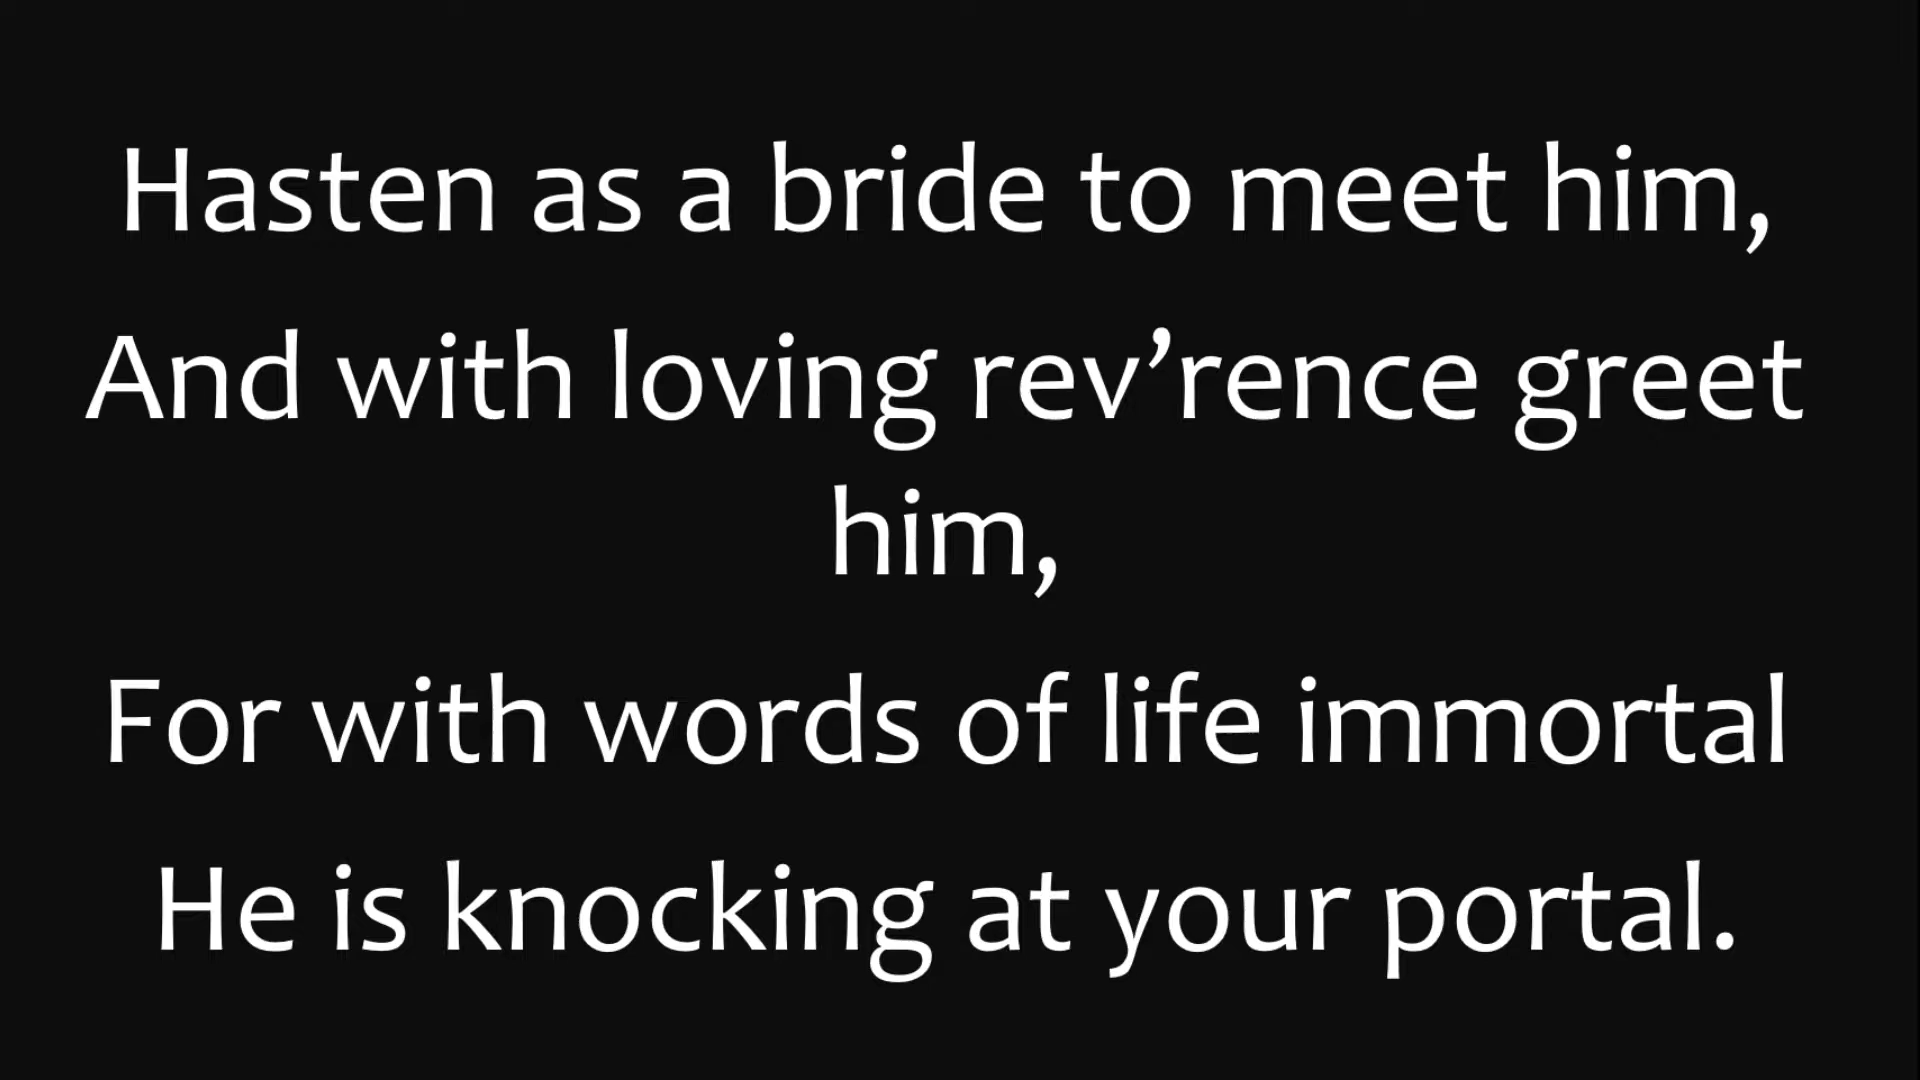 Hasten as a bride to meet him,
And with loving rev’rence greet
him,
For with words of life immortal
He is knocking at your portal.